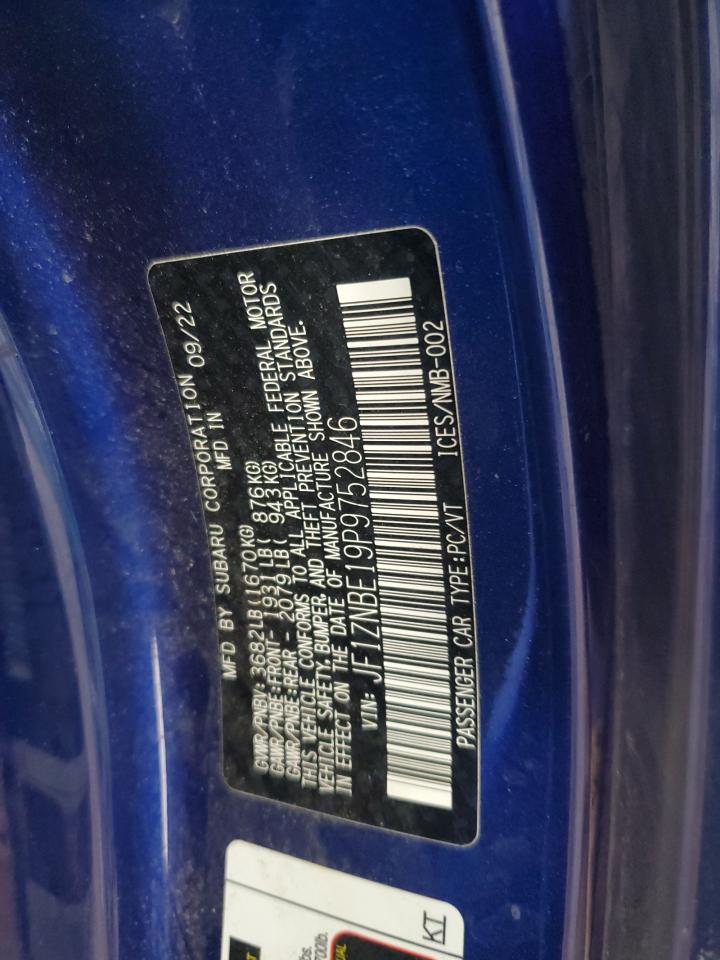 MFD BY SUBARU CORPORATION
MFD IN 09/22
GVWR/PNBV: 3682LB(1670KG)
GAWR/PNBE:FRONT- 1931LB( 876KG)
GAWR/PNBE:REAR - 2079LB( 943KG)
THIS VEHICLE CONFORMS TO ALL APPLICABLE FEDERAL MOTOR
VEHICLE SAFETY, BUMPER, AND THEFT PREVENTION STANDARDS
IN EFFECT ON THE DATE OF MANUFACTURE SHOWN ABOVE.
VIN: JF1ZNBE19P9752846
PASSENGER CAR TYPE:PC/VT ICES/NMB-002
KI